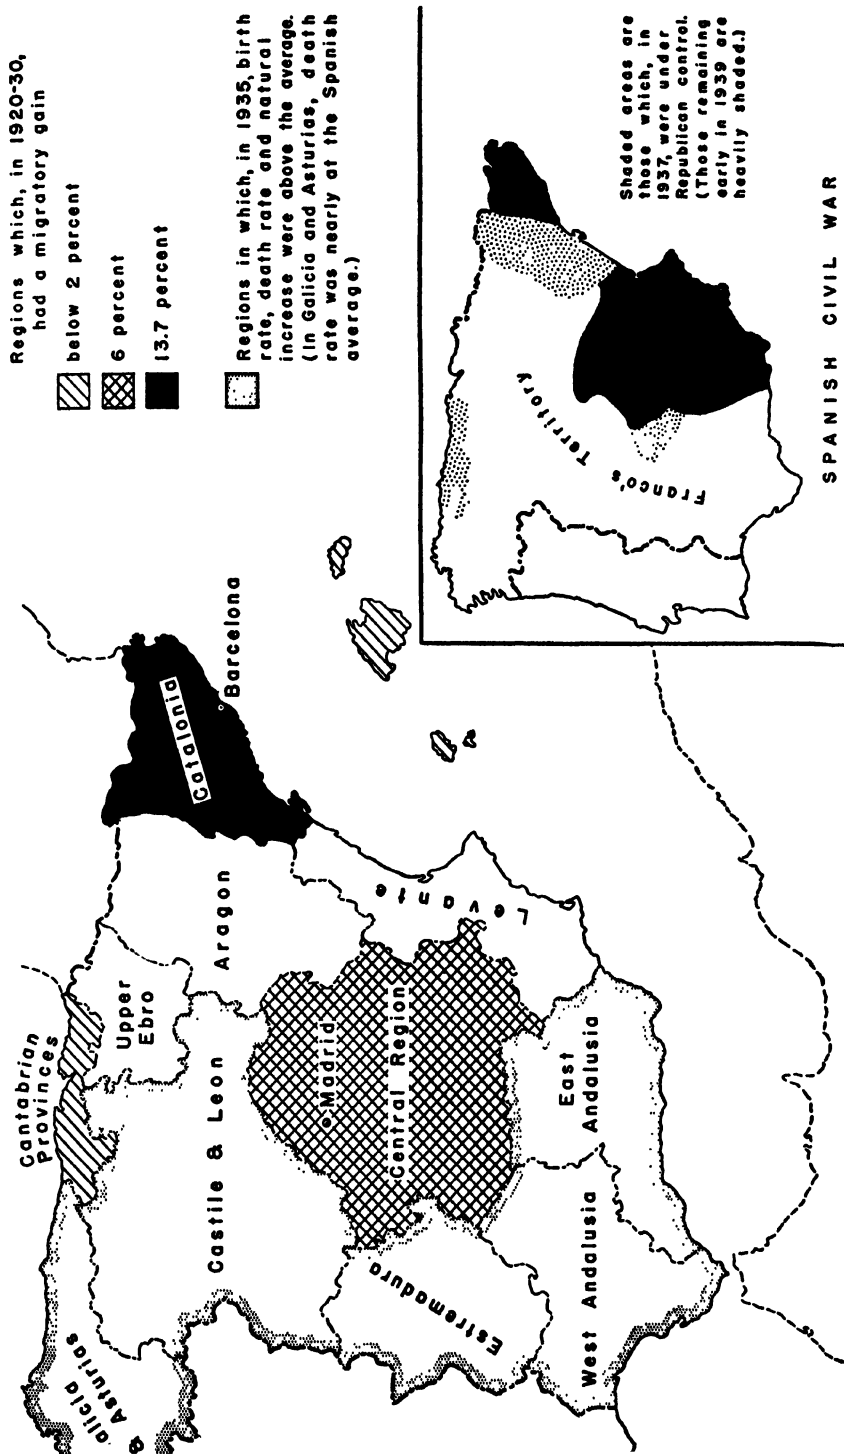 Regions which, in 1920-30,
had a migratory gain
below 2 percent
6 percent
13.7 percent
Regions in which, in 1935, birth
rate, death rate and natural
increase were above the average.
(In Galicia and Asturias, death
rate was nearly at the Spanish
average.)
alicia
& Asturias
Cantabrian
Provinces
Upper
Ebro
Castile & Leon
Aragon
Catalonia
Barcelona
Madrid
Central Region
Levante
Estremadura
West Andalusia
East
Andalusia
Franco's Territory
Shaded areas are
those which, in
1937, were under
Republican control.
(Those remaining
early in 1939 are
heavily shaded.)
SPANISH CIVIL WAR